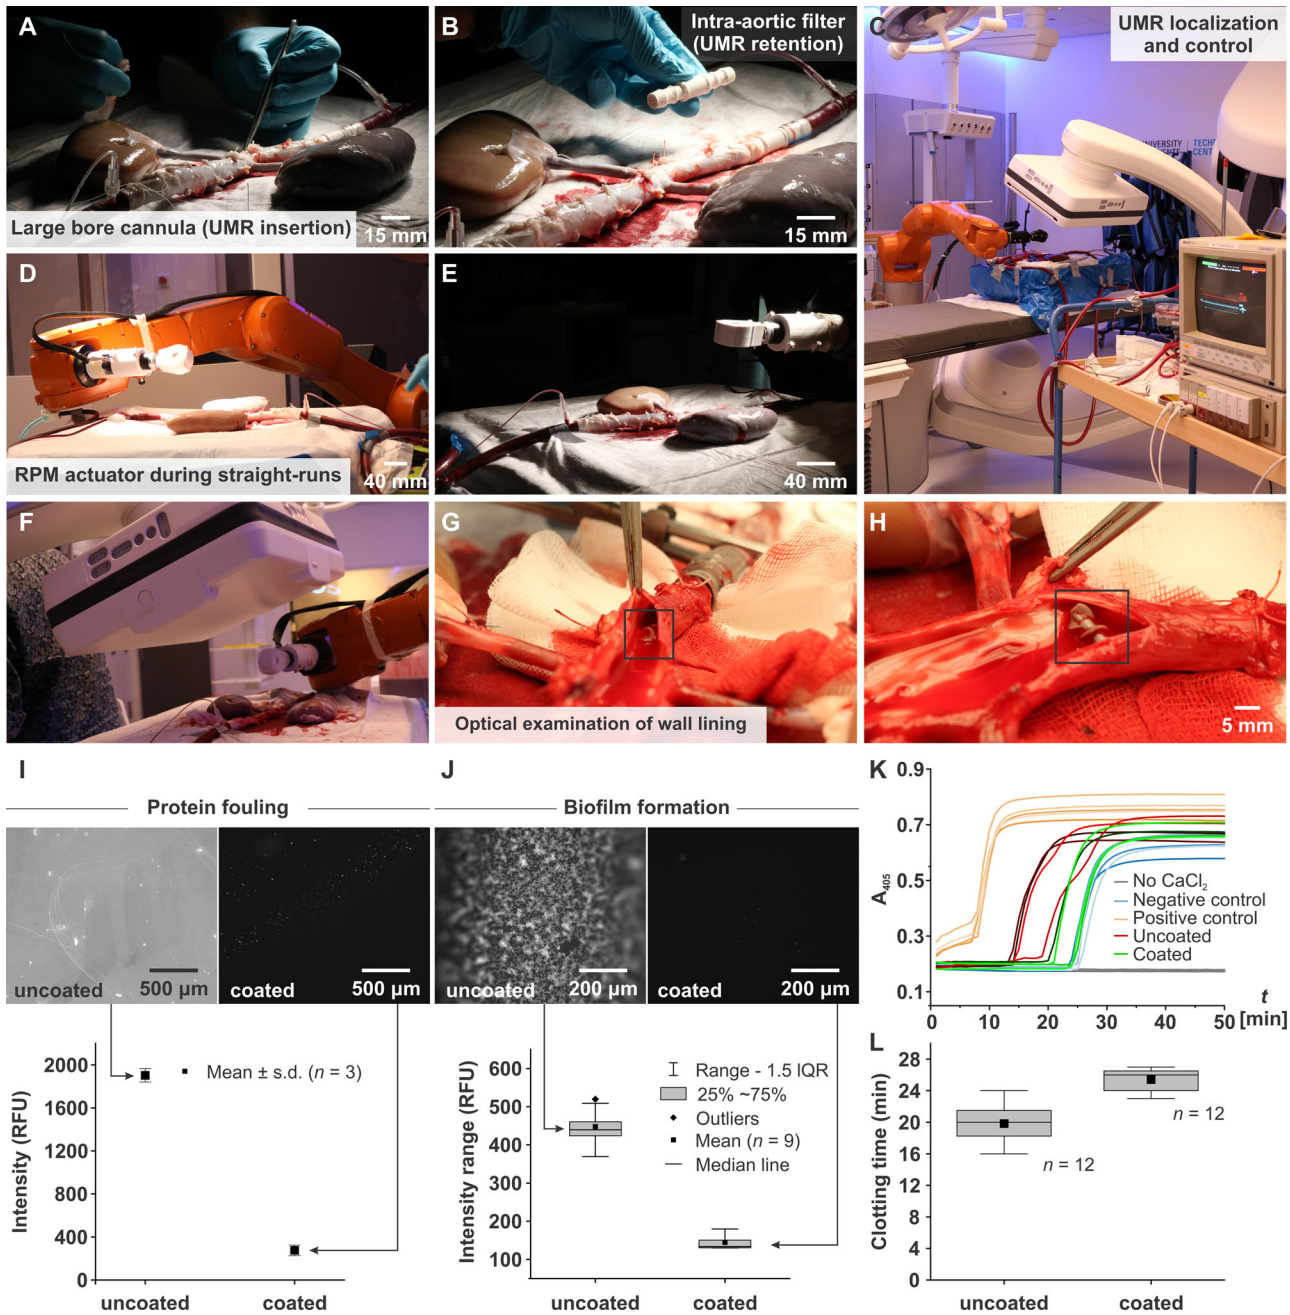 A
Large bore cannula (UMR insertion)
15 mm
B
Intra-aortic filter
(UMR retention)
15 mm
C
UMR localization
and control
D
RPM actuator during straight-runs
40 mm
E
40 mm
F
G
Optical examination of wall lining
H
5 mm
I
Protein fouling
uncoated
500 µm
coated
500 µm
Intensity (RFU)
2000
1600
1200
800
400
0
Mean ± s.d. (n = 3)
uncoated
coated
J
Biofilm formation
uncoated
200 µm
coated
200 µm
Intensity range (RFU)
600
500
400
300
200
100
Range - 1.5 IQR
25% ~75%
Outliers
Mean (n = 9)
Median line
uncoated
coated
K
A405
0.9
0.7
0.5
0.3
0.1
No CaCl2
Negative control
Positive control
Uncoated
Coated
0
10
20
30
40
50
t
[min]
L
Clotting time (min)
28
24
20
16
12
8
4
0
n = 12
n = 12
uncoated
coated